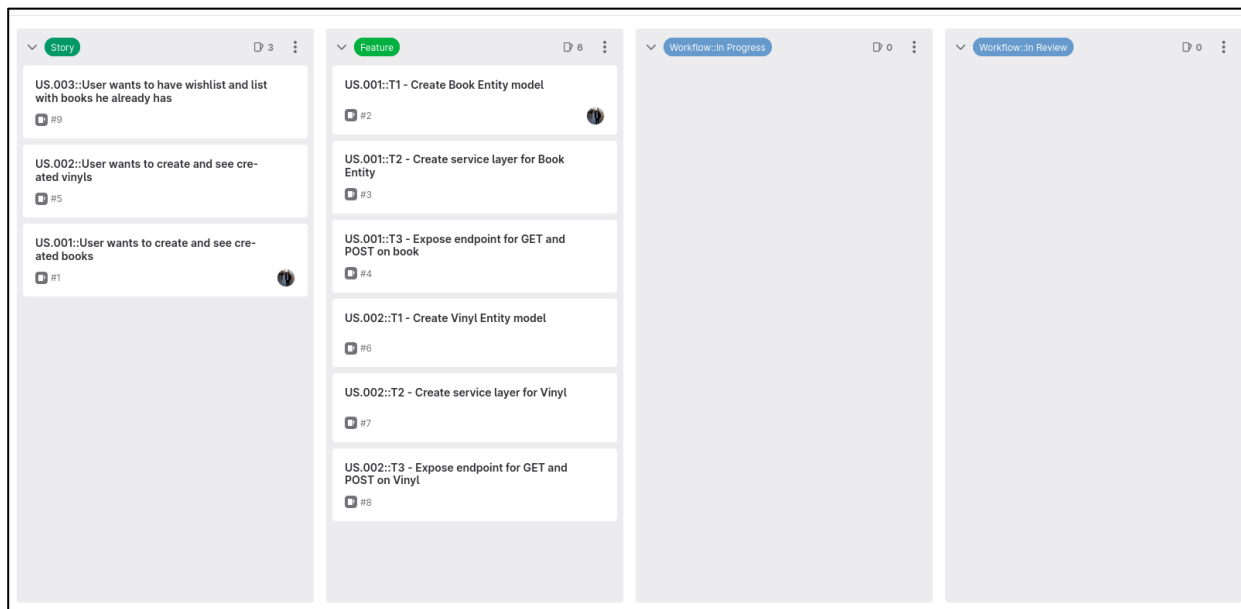 Story
3
US.003::User wants to have wishlist and list
with books he already has
#9
US.002::User wants to create and see cre-
ated vinyls
#5
US.001::User wants to create and see cre-
ated books
#1
Feature
6
US.001::T1 - Create Book Entity model
#2
US.001::T2 - Create service layer for Book
Entity
#3
US.001::T3 - Expose endpoint for GET and
POST on book
#4
US.002::T1 - Create Vinyl Entity model
#6
US.002::T2 - Create service layer for Vinyl
#7
US.002::T3 - Expose endpoint for GET and
POST on Vinyl
#8
Workflow::In Progress
0
Workflow::In Review
0